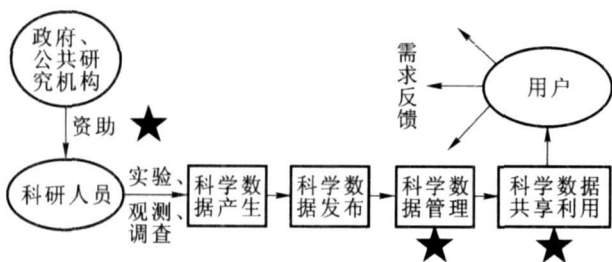 政府、
公共研
究机构
资助
科研人员
实验、
观测、
调查
科学数
据产生
科学数
据发布
科学数
据管理
科学数据
共享利用
需求反馈
用户